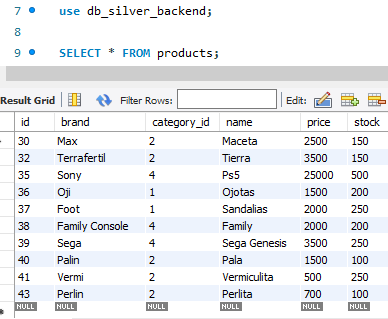 7 use db_silver_backend;
8
9 SELECT * FROM products;
Result Grid Filter Rows: Edit:
id brand category_id name price stock
30 Max 2 Maceta 2500 150
32 Terrafertil 2 Tierra 3500 150
35 Sony 4 Ps5 25000 500
36 Oji 1 Ojotas 1500 200
37 Foot 1 Sandalias 2000 250
38 Family Console 4 Family 2000 200
39 Sega 4 Sega Genesis 3500 250
40 Palin 2 Pala 1500 100
41 Vermi 2 Vermiculita 500 250
43 Perlin 2 Perlita 700 100
NULL NULL NULL NULL NULL NULL